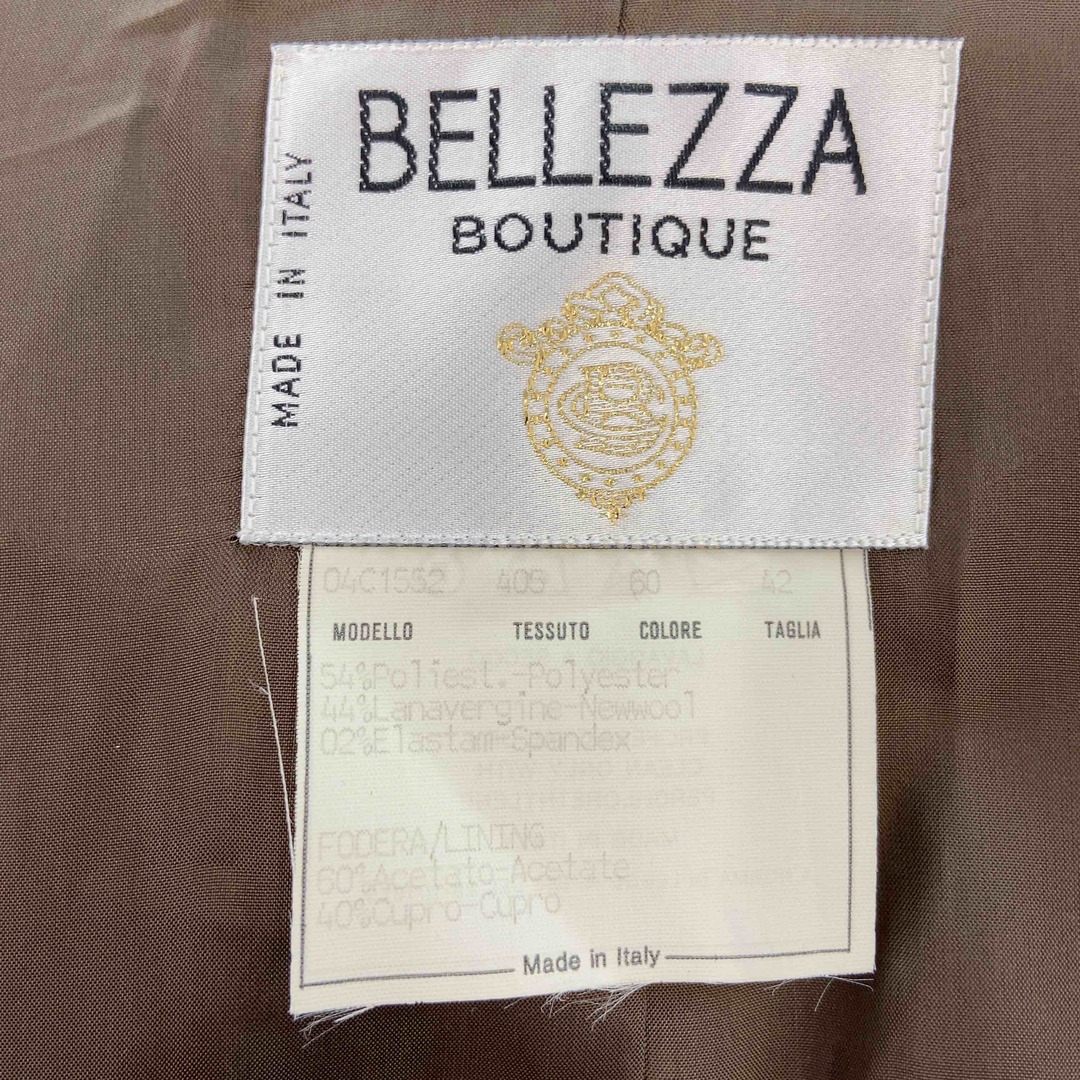 BELLEZZA
BOUTIQUE
MADE IN ITALY
04C1552 405 60 42
MODELLO TESSUTO COLORE TAGLIA
54%Poliest.-Polyester
44%Lanavergine-Newwool
02%Elastam-Spandex
FODERA/LINING
60%Acetato-Acetate
40%Cupro-Cupro
Made in Italy